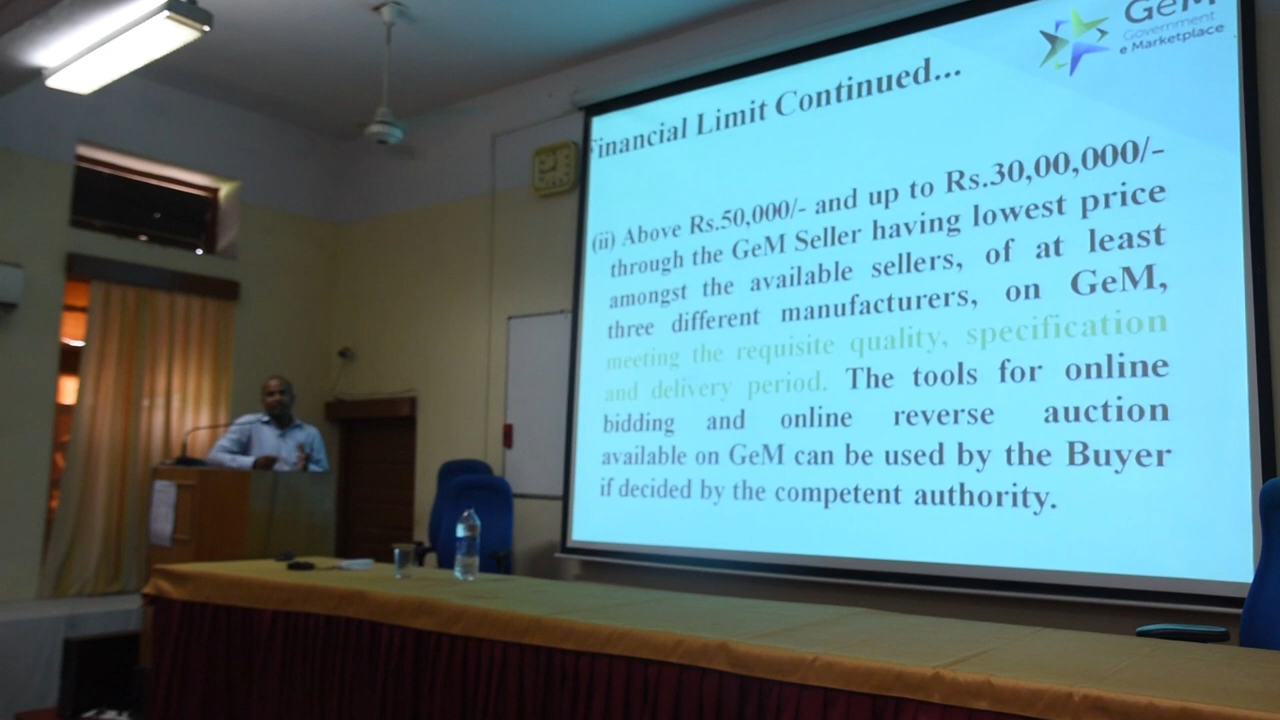 GeM
Government
e Marketplace
Financial Limit Continued...
(ii) Above Rs.50,000/- and up to Rs.30,00,000/-
through the GeM Seller having lowest price
amongst the available sellers, of at least
three different manufacturers, on GeM,
meeting the requisite quality, specification
and delivery period. The tools for online
bidding and online reverse auction
available on GeM can be used by the Buyer
if decided by the competent authority.